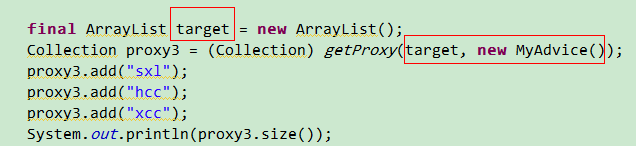 final ArrayList target = new ArrayList();
Collection proxy3 = (Collection) getProxy(target, new MyAdvice());
proxy3.add("sxl");
proxy3.add("hcc");
proxy3.add("xcc");
System.out.println(proxy3.size());